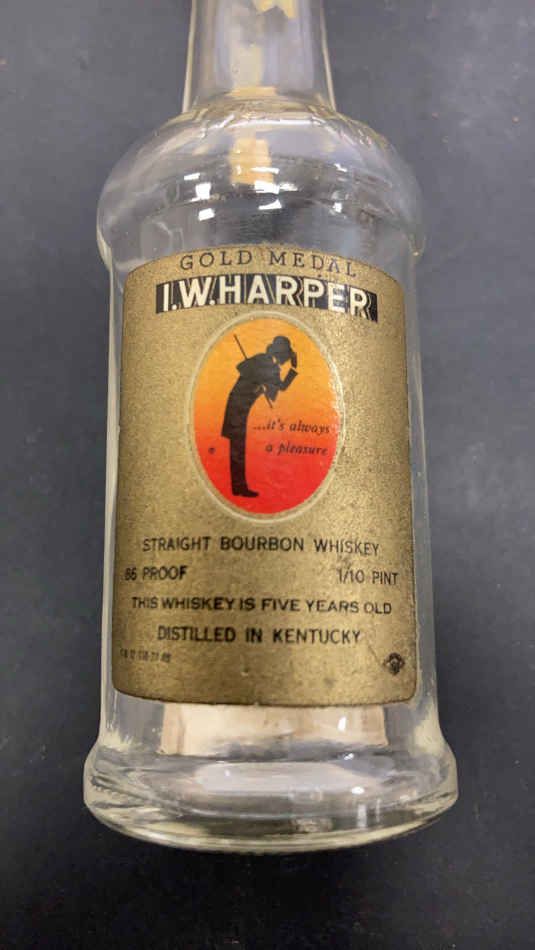 GOLD MEDAL
I.W.HARPER
...it's always
a pleasure
®
STRAIGHT BOURBON WHISKEY
86 PROOF 1/10 PINT
THIS WHISKEY IS FIVE YEARS OLD
DISTILLED IN KENTUCKY